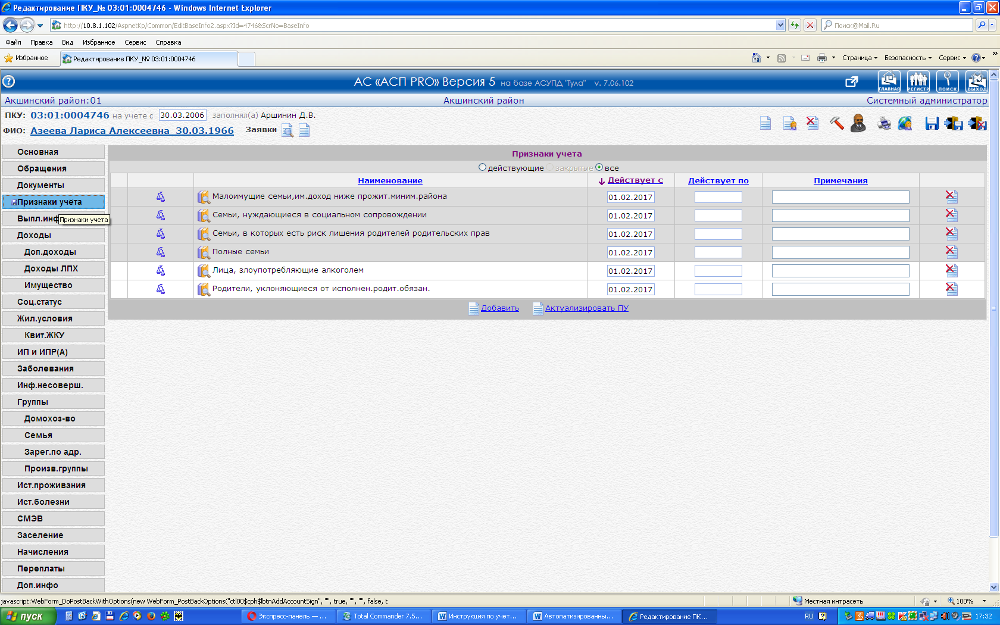 Редактирование ПКУ_№ 03:01:0004746 - Windows Internet Explorer
http://10.8.1.102/AspnetKp/Common/EditBaseInfo2.aspx?Id=4746&ScrNo=BaseInfo
Поиск@Mail.Ru
Файл Правка Вид Избранное Сервис Справка
Избранное Редактирование ПКУ_№ 03:01:0004746 Страница Безопасность Сервис »
АС «АСП PRO» Версия 5 на базе АСУПД "Тула" v. 7.06.102
ГЛАВНАЯ РЕГИСТР ПОИСК ВЫХОД
Акшинский район:01 Акшинский район Системный администратор
ПКУ: 03:01:0004746 на учете с 30.03.2006 заполнял(а) Аршинин Д.В.
ФИО: Азеева Лариса Алексеевна 30.03.1966 Заявки
Основная
Обращения
Документы
Признаки учёта
Выпл.инф
Признаки учета
Доходы
Доп.доходы
Доходы ЛПХ
Имущество
Соц.статус
Жил.условия
Квит.ЖКУ
ИП и ИПР(А)
Заболевания
Инф.несоверш.
Группы
Домохоз-во
Семья
Зарег.по адр.
Произв.группы
Ист.проживания
Ист.болезни
СМЭВ
Заселение
Начисления
Переплаты
Доп.инфо
Признаки учета
действующие закрытые все
Наименование Действует с Действует по Примечания
Малоимущие семьи,им.доход ниже прожит.миним.района 01.02.2017
Семьи, нуждающиеся в социальном сопровождении 01.02.2017
Семьи, в которых есть риск лишения родителей родительских прав 01.02.2017
Полные семьи 01.02.2017
Лица, злоупотребляющие алкоголем 01.02.2017
Родители, уклоняющиеся от исполнен.родит.обязан. 01.02.2017
Добавить Актуализировать ПУ
javascript:WebForm_DoPostBackWithOptions(new WebForm_PostBackOptions("ctl00$cph$lbtnAddAccountSign", "", true, "", "", false, t
Местная интрасеть 100%
пуск Экспресс-панель — ... Total Commander 7.5... Инструкция по учет... Автоматизированны... Редактирование ПК... RU 17:32